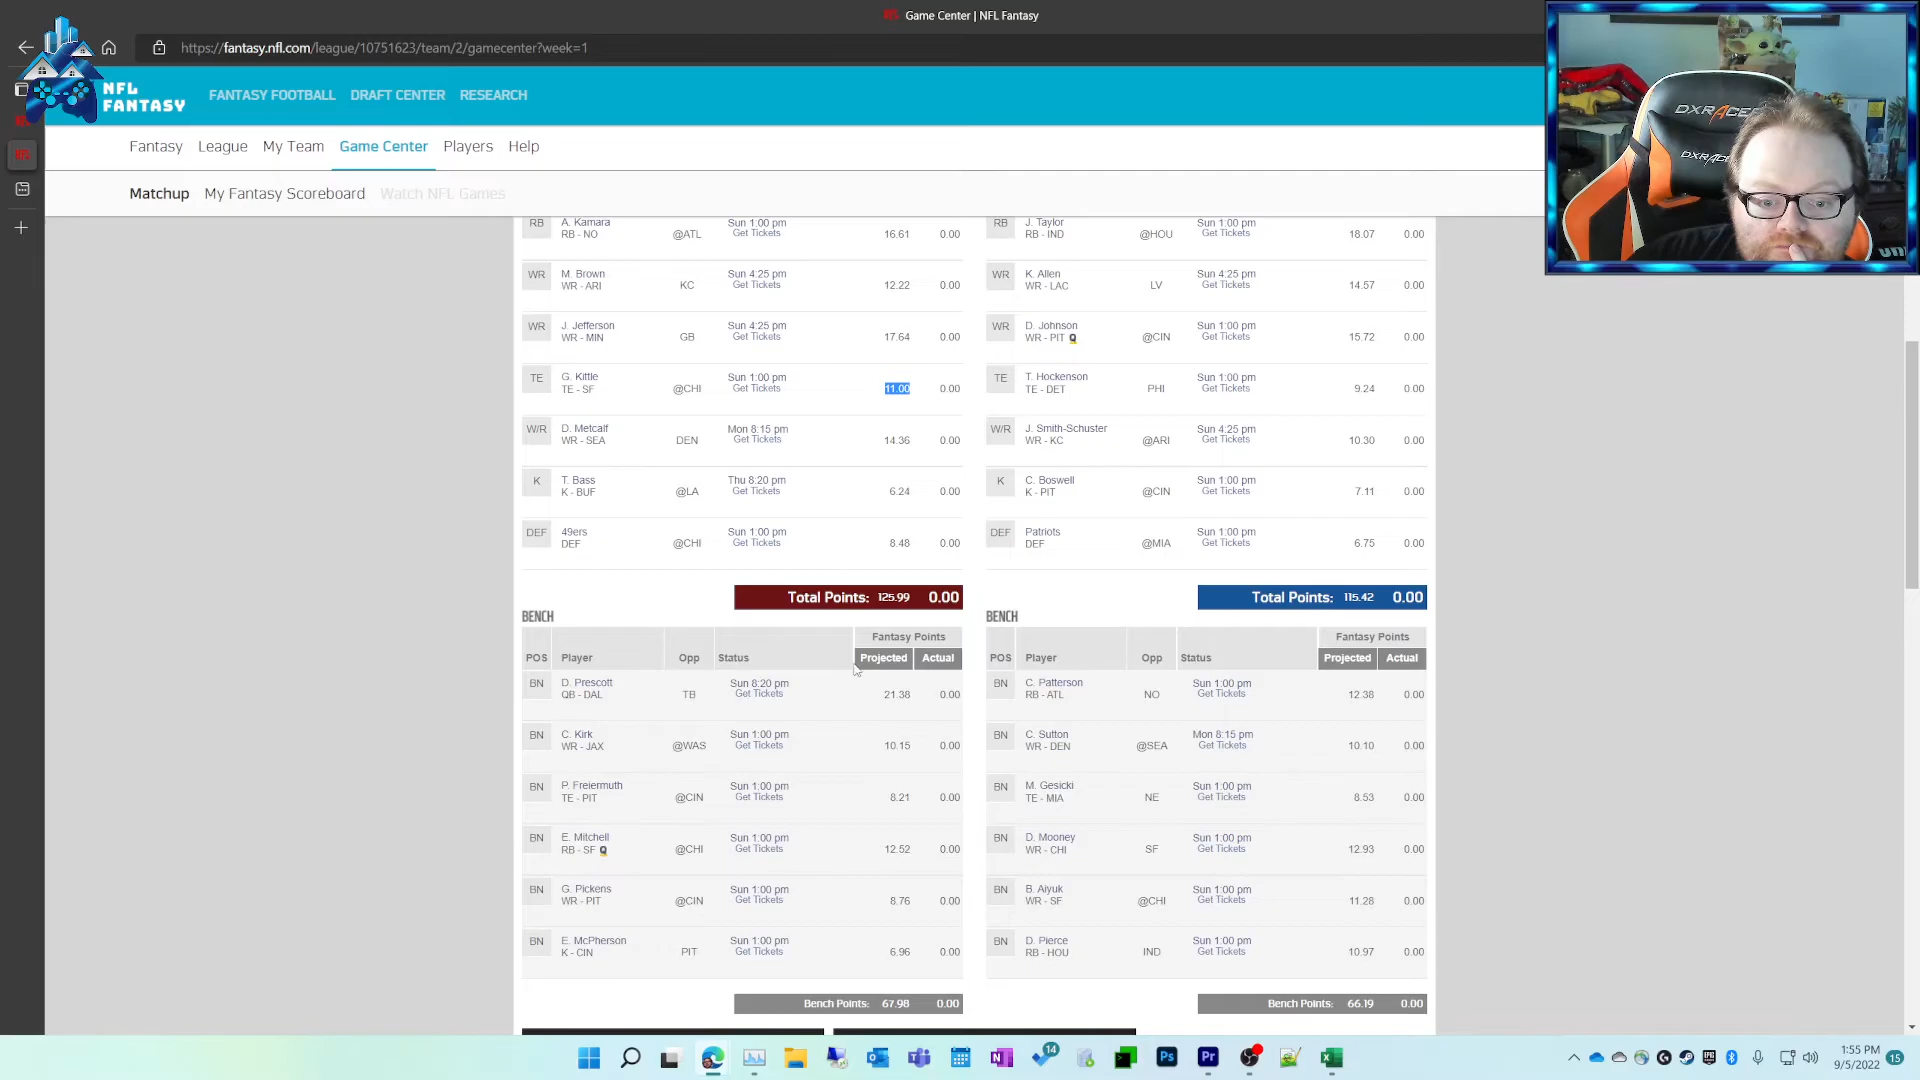 Game Center | NFL Fantasy
https://fantasy.nfl.com/league/10751623/team/2/gamecenter?week=1
NFL FANTASY
FANTASY FOOTBALL DRAFT CENTER RESEARCH
Fantasy League My Team Game Center Players Help
Matchup My Fantasy Scoreboard Watch NFL Games
RB A. Kamara RB - NO @ATL Sun 1:00 pm Get Tickets 16.61 0.00
WR M. Brown WR - ARI KC Sun 4:25 pm Get Tickets 12.22 0.00
WR J. Jefferson WR - MIN GB Sun 4:25 pm Get Tickets 17.64 0.00
TE G. Kittle TE - SF @CHI Sun 1:00 pm Get Tickets 11.00 0.00
W/R D. Metcalf WR - SEA DEN Mon 8:15 pm Get Tickets 14.36 0.00
K T. Bass K - BUF @LA Thu 8:20 pm Get Tickets 6.24 0.00
DEF 49ers DEF @CHI Sun 1:00 pm Get Tickets 8.48 0.00
Total Points: 125.99 0.00
BENCH
Fantasy Points
POS Player Opp Status Projected Actual
BN D. Prescott QB - DAL TB Sun 8:20 pm Get Tickets 21.38 0.00
BN C. Kirk WR - JAX @WAS Sun 1:00 pm Get Tickets 10.15 0.00
BN P. Freiermuth TE - PIT @CIN Sun 1:00 pm Get Tickets 8.21 0.00
BN E. Mitchell RB - SF Q @CHI Sun 1:00 pm Get Tickets 12.52 0.00
BN G. Pickens WR - PIT @CIN Sun 1:00 pm Get Tickets 8.76 0.00
BN E. McPherson K - CIN PIT Sun 1:00 pm Get Tickets 6.96 0.00
Bench Points: 67.98 0.00
RB J. Taylor RB - IND @HOU Sun 1:00 pm Get Tickets 18.07 0.00
WR K. Allen WR - LAC LV Sun 4:25 pm Get Tickets 14.57 0.00
WR D. Johnson WR - PIT Q @CIN Sun 1:00 pm Get Tickets 15.72 0.00
TE T. Hockenson TE - DET PHI Sun 1:00 pm Get Tickets 9.24 0.00
W/R J. Smith-Schuster WR - KC @ARI Sun 4:25 pm Get Tickets 10.30 0.00
K C. Boswell K - PIT @CIN Sun 1:00 pm Get Tickets 7.11 0.00
DEF Patriots DEF @MIA Sun 1:00 pm Get Tickets 6.75 0.00
Total Points: 115.42 0.00
BENCH
Fantasy Points
POS Player Opp Status Projected Actual
BN C. Patterson RB - ATL NO Sun 1:00 pm Get Tickets 12.38 0.00
BN C. Sutton WR - DEN @SEA Mon 8:15 pm Get Tickets 10.10 0.00
BN M. Gesicki TE - MIA NE Sun 1:00 pm Get Tickets 8.53 0.00
BN D. Mooney WR - CHI SF Sun 1:00 pm Get Tickets 12.93 0.00
BN B. Aiyuk WR - SF @CHI Sun 1:00 pm Get Tickets 11.28 0.00
BN D. Pierce RB - HOU IND Sun 1:00 pm Get Tickets 10.97 0.00
Bench Points: 66.19 0.00
DXRACER
14
Ps
Pr
1:55 PM
9/5/2022
15